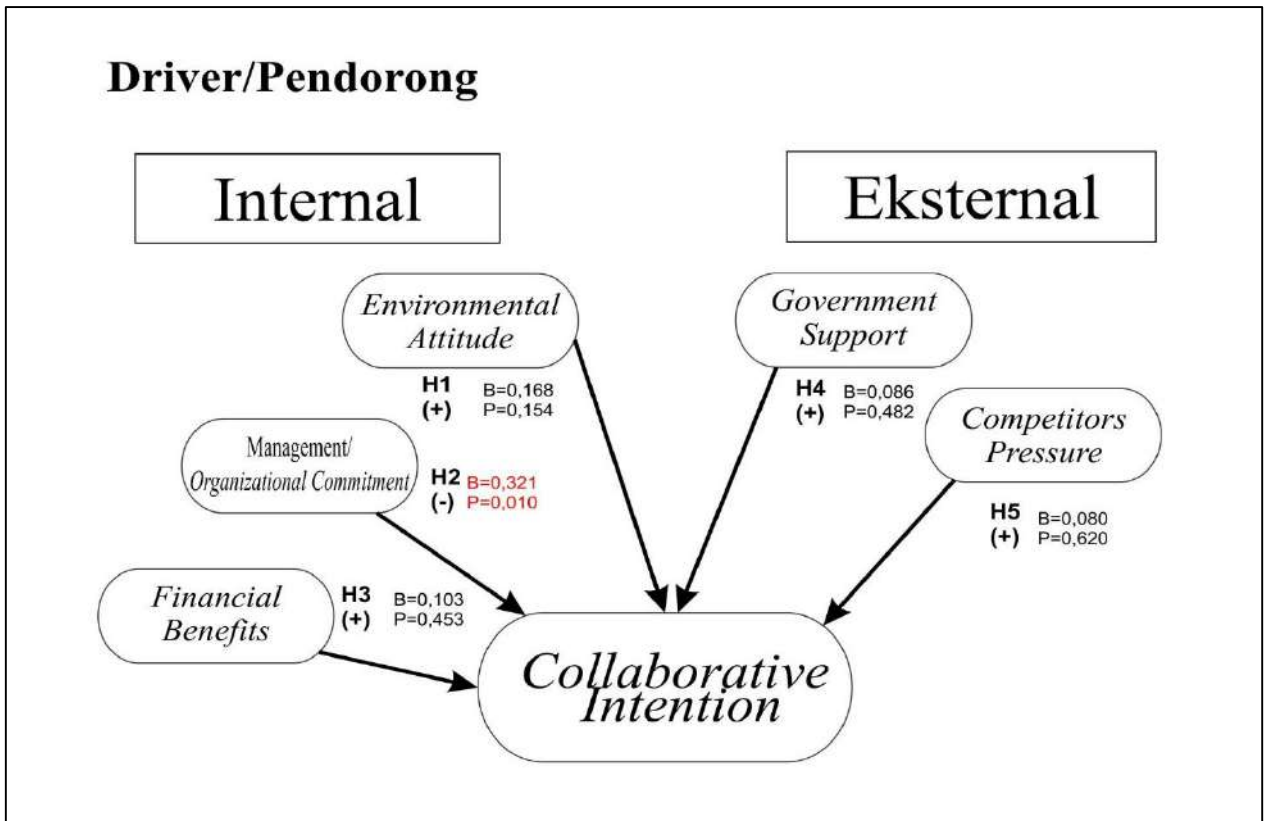 Driver/Pendorong
Internal
Eksternal
Environmental
Attitude
H1 B=0,168
(+) P=0,154
Government
Support
H4 B=0,086
(+) P=0,482
Management/
Organizational Commitment
H2 B=0,321
(-) P=0,010
Competitors
Pressure
H5 B=0,080
(+) P=0,620
Financial
Benefits
H3 B=0,103
(+) P=0,453
Collaborative
Intention